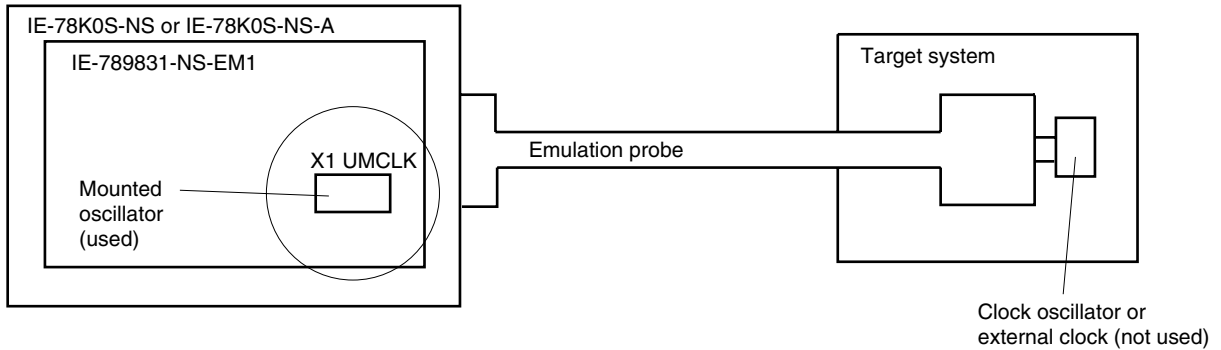 IE-78K0S-NS or IE-78K0S-NS-A
IE-789831-NS-EM1
X1 UMCLK
Mounted
oscillator
(used)
Emulation probe
Target system
Clock oscillator or
external clock (not used)